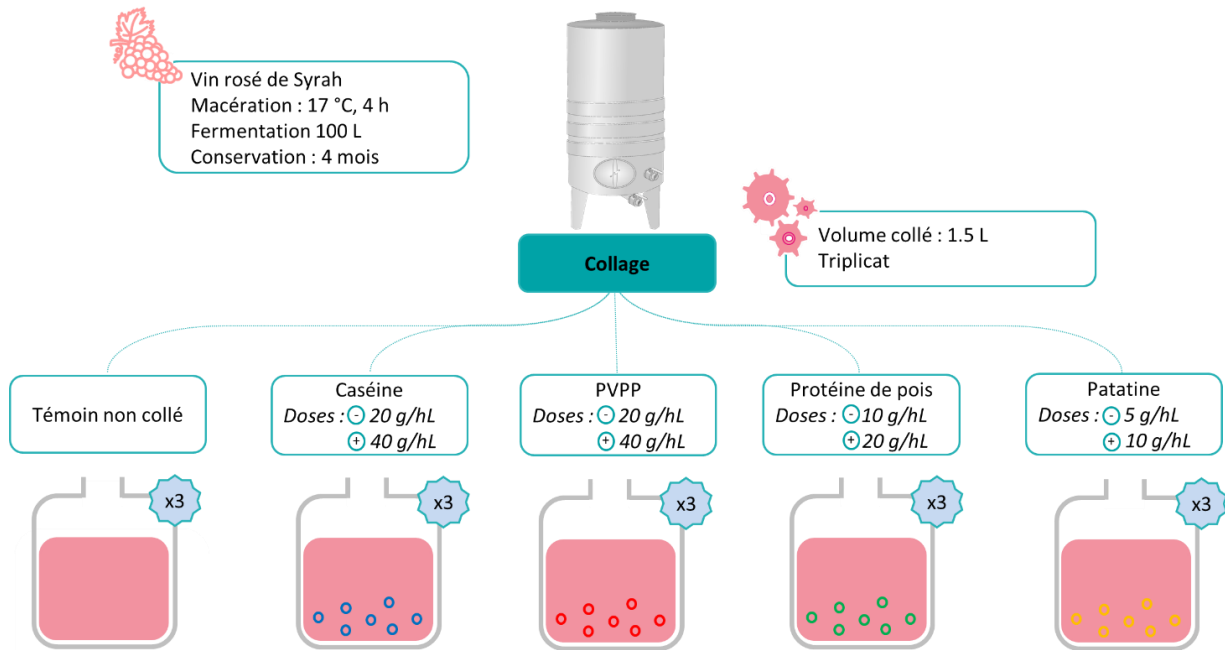 Vin rosé de Syrah
Macération : 17 °C, 4 h
Fermentation 100 L
Conservation : 4 mois
Volume collé : 1.5 L
Triplicat
Collage
Témoin non collé
Caséine
Doses : - 20 g/hL
+ 40 g/hL
PVPP
Doses : - 20 g/hL
+ 40 g/hL
Protéine de pois
Doses : - 10 g/hL
+ 20 g/hL
Patatine
Doses : - 5 g/hL
+ 10 g/hL
x3
x3
x3
x3
x3